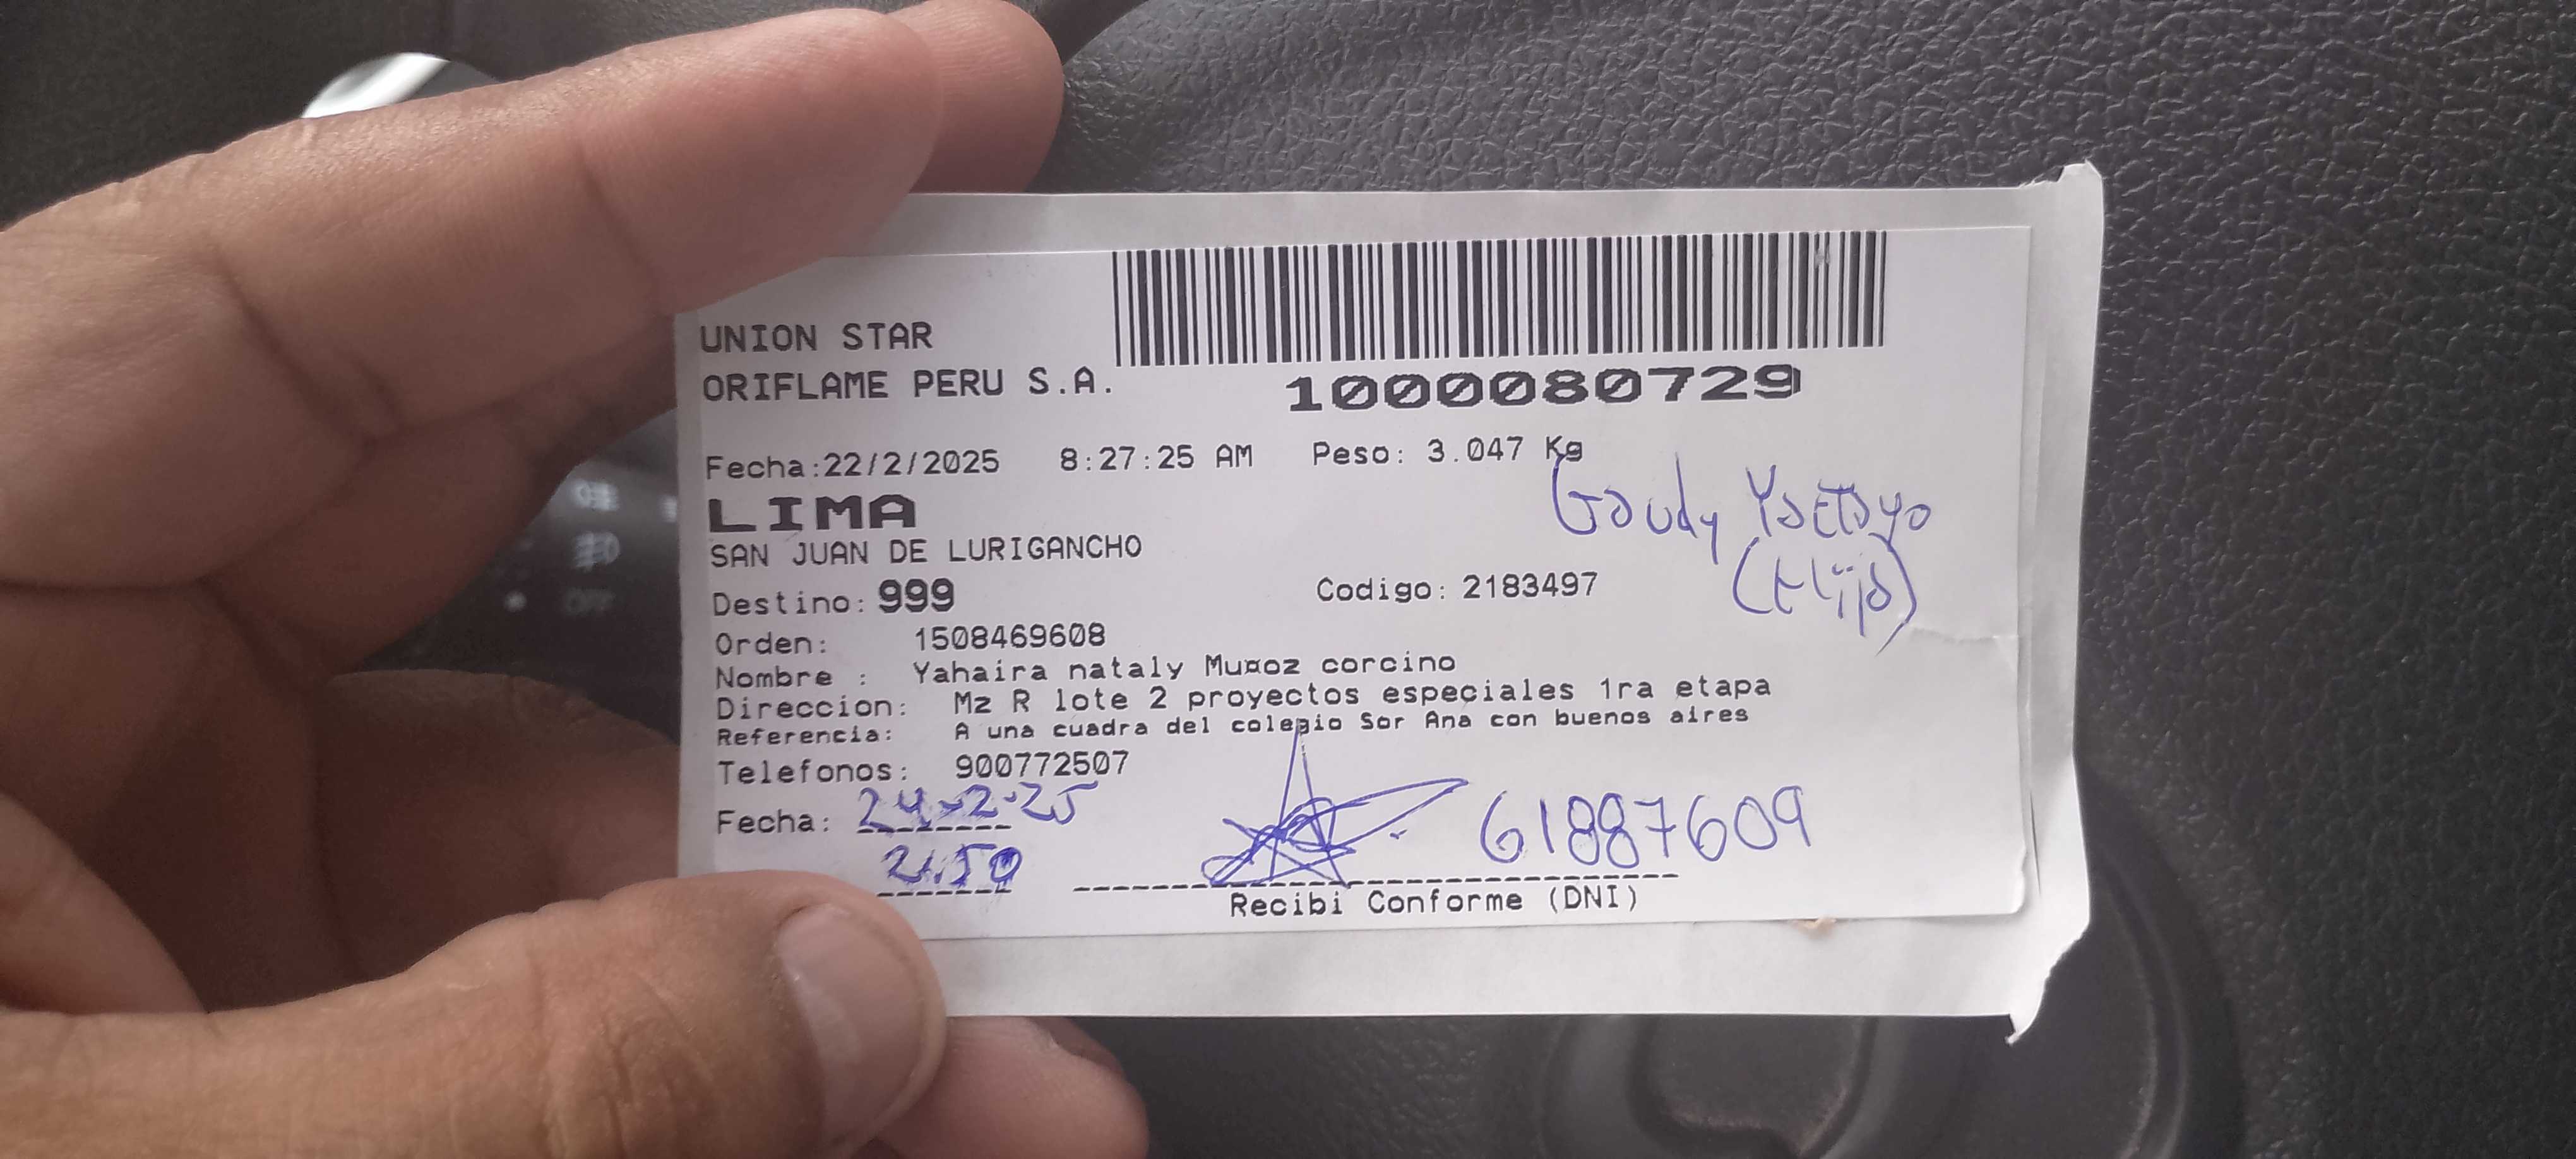 UNION STAR
ORIFLAME PERU S.A.
1000080729
Fecha:22/2/2025 8:27:25 AM Peso: 3.047 Kg
LIMA
SAN JUAN DE LURIGANCHO
(Hijo)
Destino: 999 Codigo: 2183497
Orden: 1508469608
Nombre : Yahaira nataly Mu¤oz corcino
Direccion: Mz R lote 2 proyectos especiales 1ra etapa
Referencia: A una cuadra del colegio Sor Ana con buenos aires
Telefonos: 900772507
Fecha: 24-2-25
2:50 61887609
Recibi Conforme (DNI)
OFF